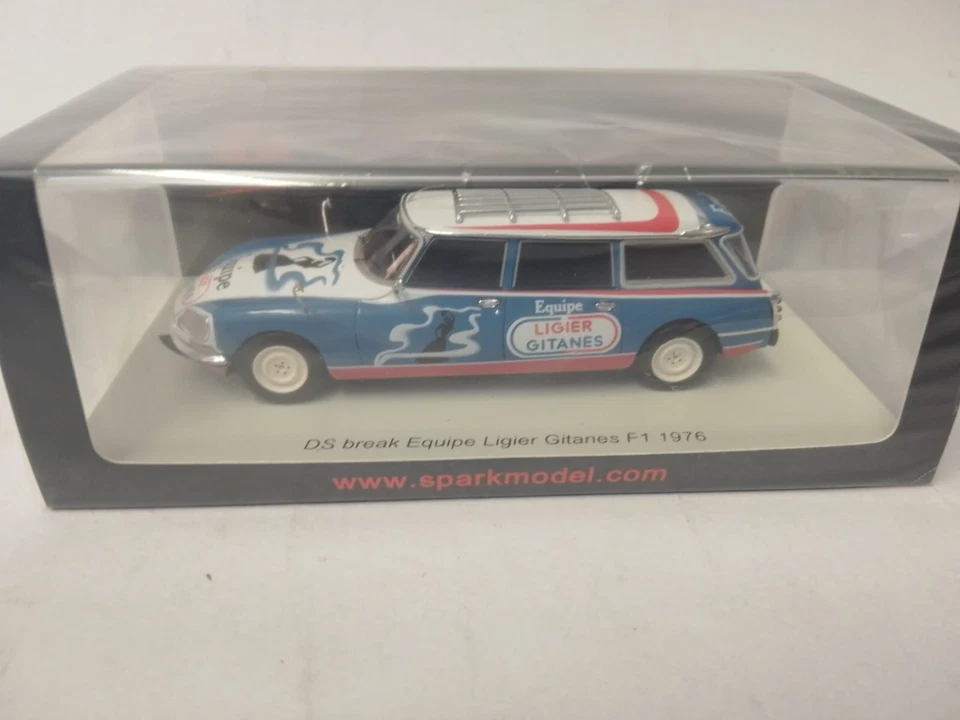 Equipe
Equipe
LIGIER
GITANES
DS break Equipe Ligier Gitanes F1 1976
www.sparkmodel.com